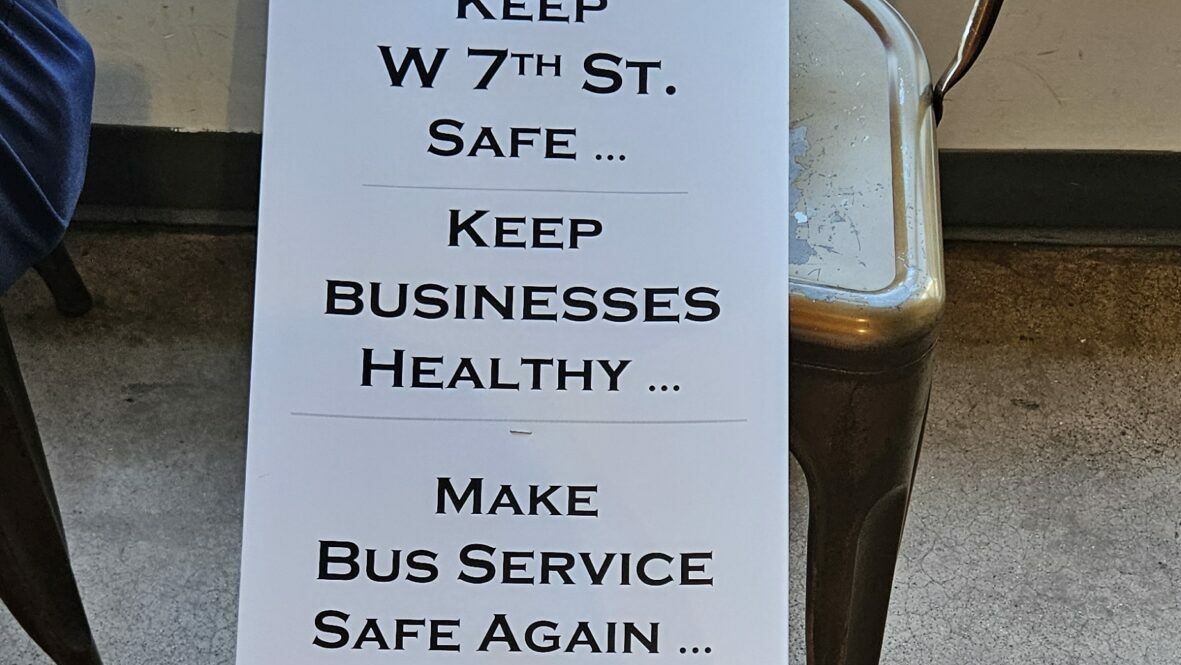 KEEP
W 7TH ST.
SAFE ...
KEEP
BUSINESSES
HEALTHY ...
MAKE
BUS SERVICE
SAFE AGAIN ...